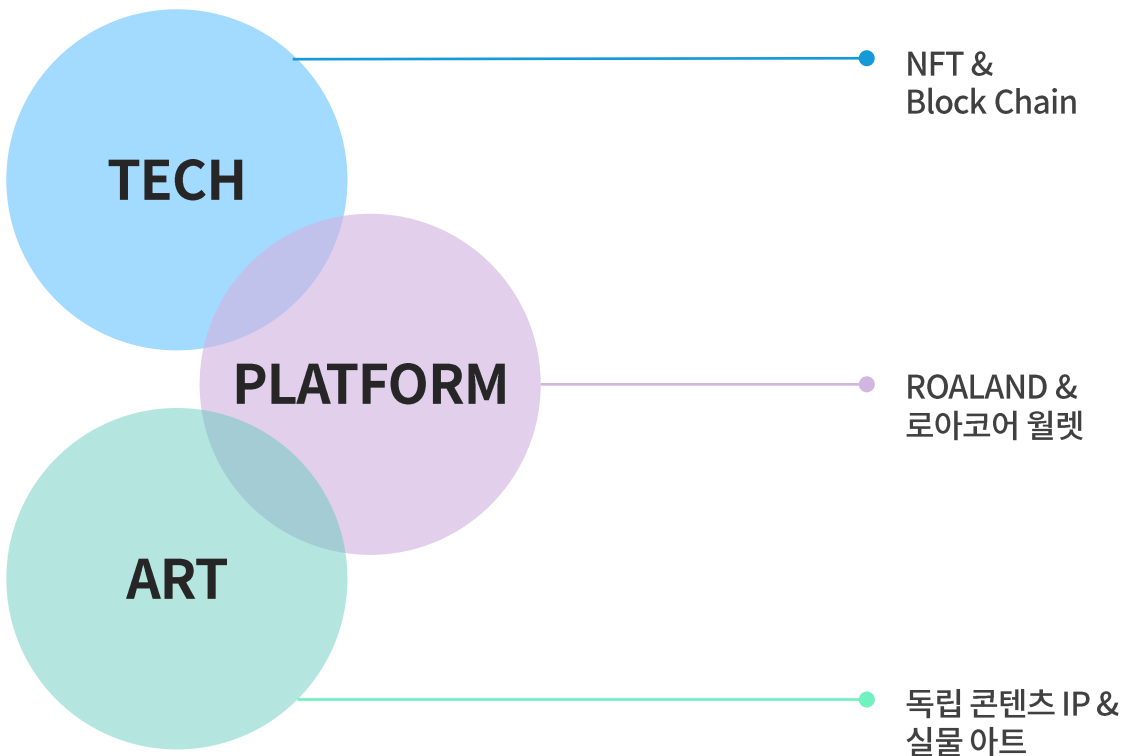 TECH
NFT &
Block Chain
PLATFORM
ROALAND &
로아코어 월렛
ART
독립 콘텐츠 IP &
실물 아트